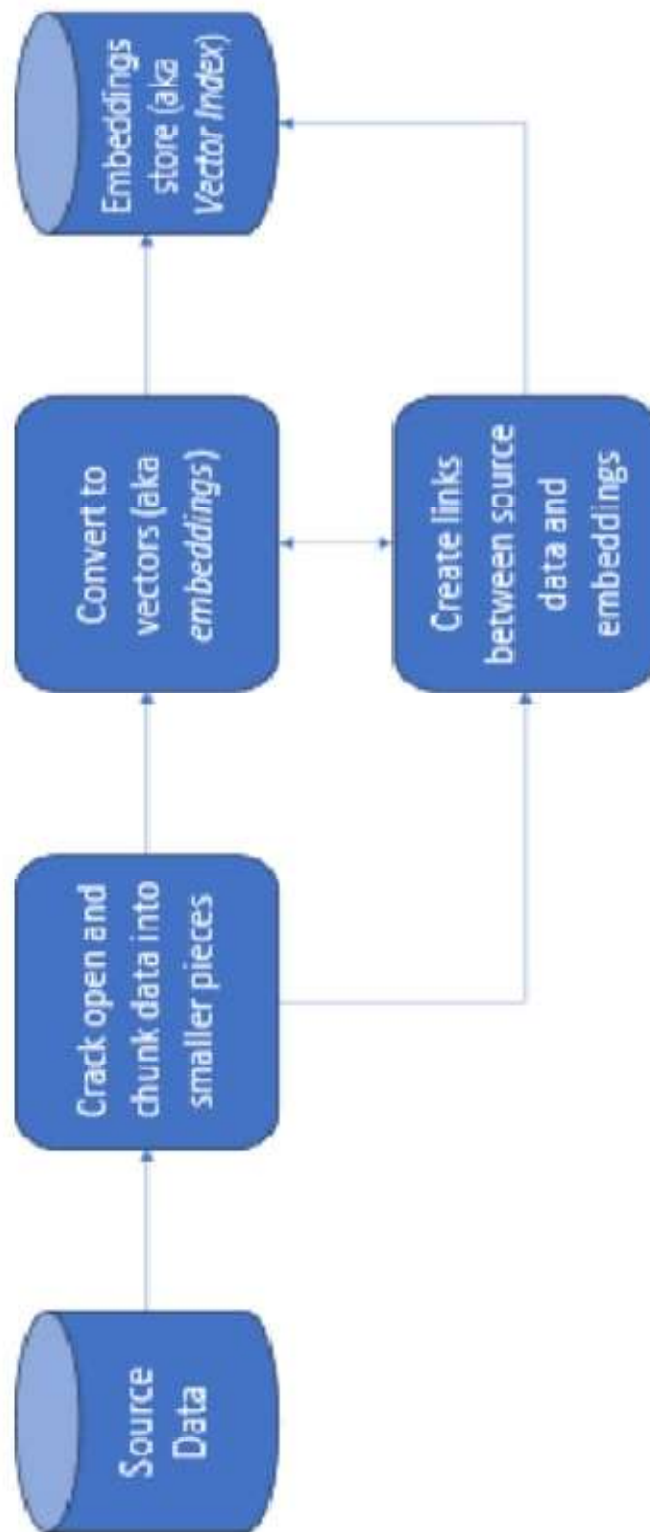 Source
Data
Crack open and
chunk data into
smaller pieces
Convert to
vectors (aka
embeddings)
Embeddings
store (aka
Vector Index)
Create links
between source
data and
embeddings